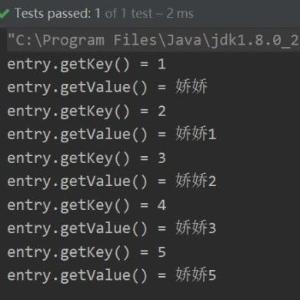 Tests passed: 1 of 1 test – 2 ms
"C:\Program Files\Java\jdk1.8.0_2
entry.getKey() = 1
entry.getValue() = 娇娇
entry.getKey() = 2
entry.getValue() = 娇娇1
entry.getKey() = 3
entry.getValue() = 娇娇2
entry.getKey() = 4
entry.getValue() = 娇娇3
entry.getKey() = 5
entry.getValue() = 娇娇5